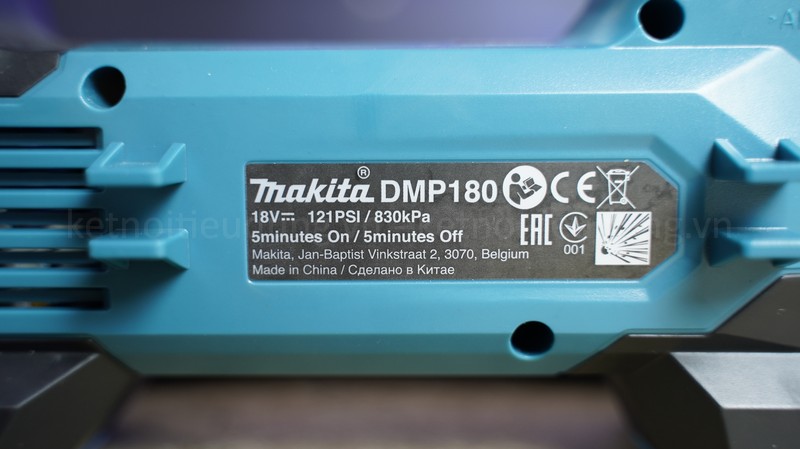 makita® DMP180 CE
18V⎓ 121PSI / 830kPa
5minutes On / 5minutes Off
EAC 001
Makita, Jan-Baptist Vinkstraat 2, 3070, Belgium
Made in China / Сделано в Китае